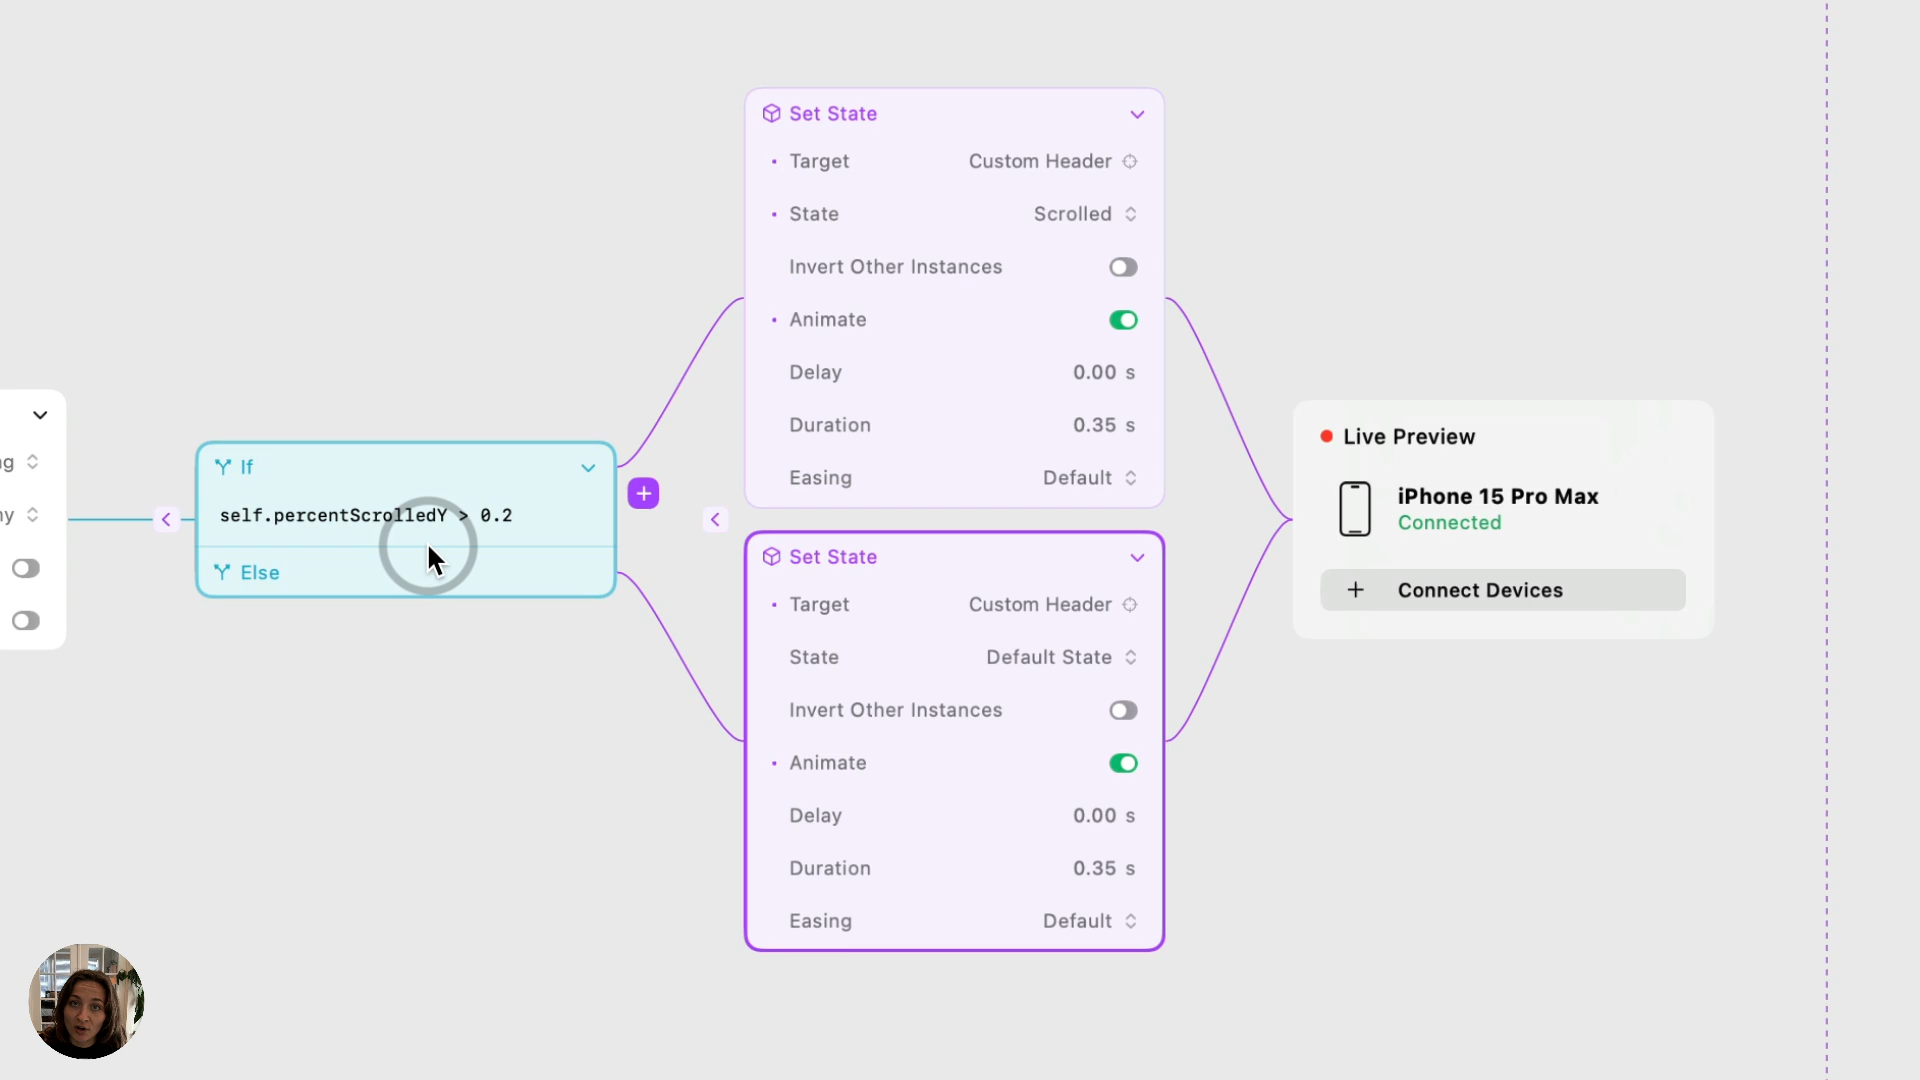 g
ny
If
self.percentScrolledY > 0.2
Else
Set State
Target Custom Header
State Scrolled
Invert Other Instances
Animate
Delay 0.00 s
Duration 0.35 s
Easing Default
Set State
Target Custom Header
State Default State
Invert Other Instances
Animate
Delay 0.00 s
Duration 0.35 s
Easing Default
Live Preview
iPhone 15 Pro Max
Connected
+ Connect Devices